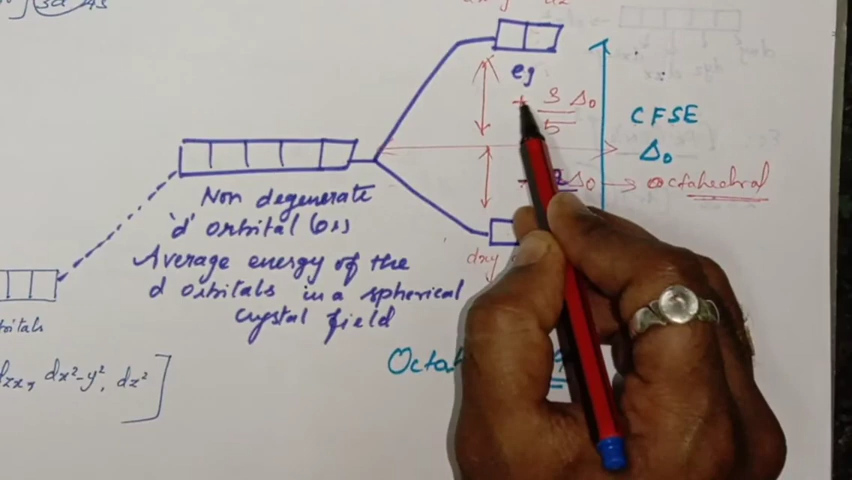 eg
+ 3/5 Δo
CFSE
Δo
Δo → Octahedral
Non degenerate
'd' orbital (or)
Average energy of the
d orbitals in a spherical
crystal field
dxy
dx²-y², dz²]